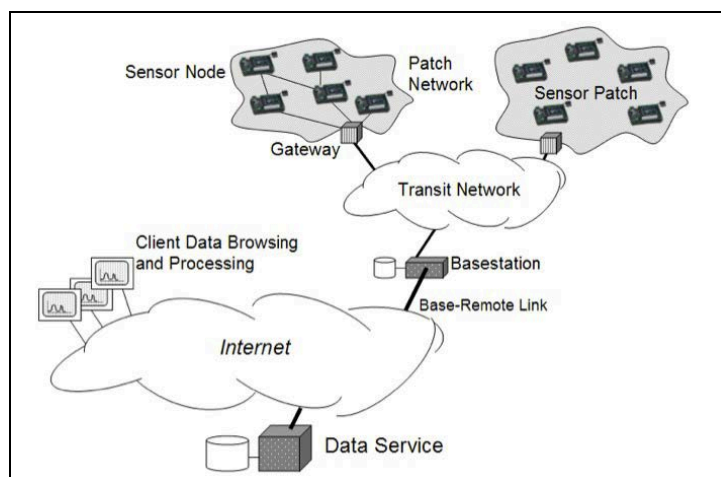 Sensor Node
Patch
Network
Sensor Patch
Gateway
Transit Network
Client Data Browsing
and Processing
Basestation
Base-Remote Link
Internet
Data Service